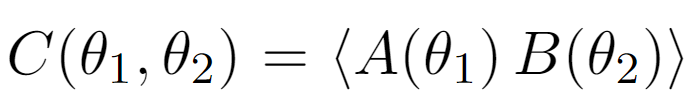 C(θ₁, θ₂) = ⟨A(θ₁) B(θ₂)⟩